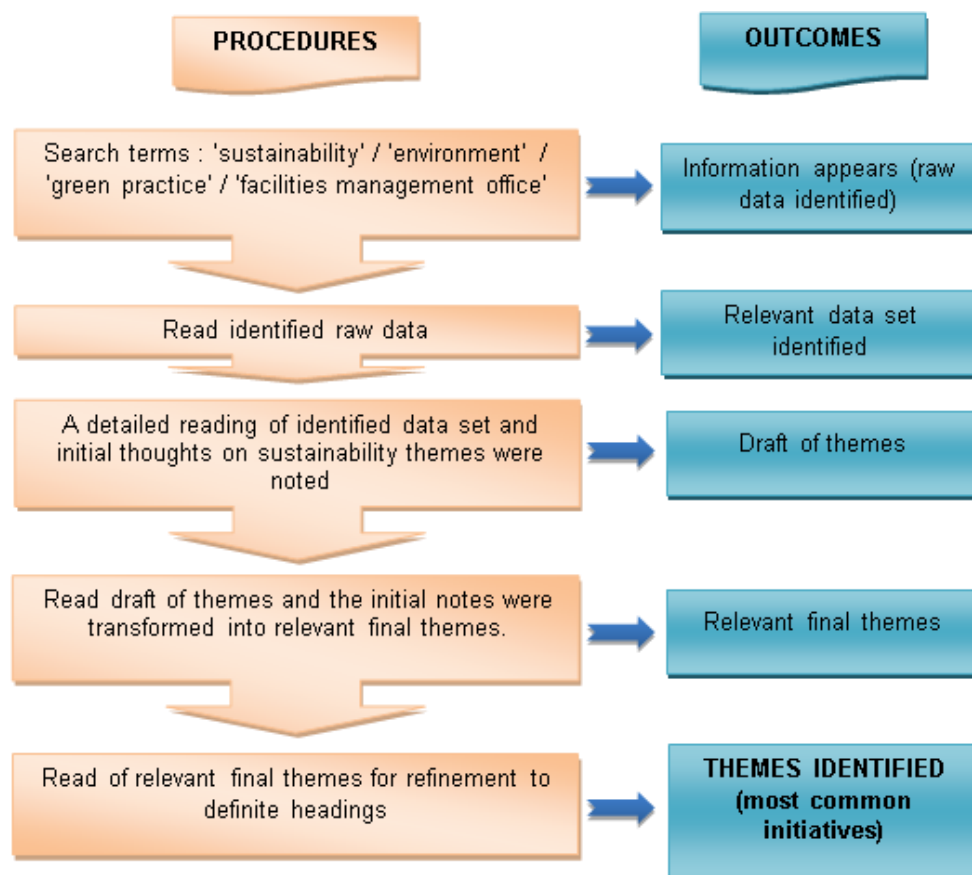 PROCEDURES
OUTCOMES
Search terms : 'sustainability' / 'environment' /
'green practice' / 'facilities management office'
Information appears (raw
data identified)
Read identified raw data
Relevant data set
identified
A detailed reading of identified data set and
initial thoughts on sustainability themes were
noted
Draft of themes
Read draft of themes and the initial notes were
transformed into relevant final themes.
Relevant final themes
Read of relevant final themes for refinement to
definite headings
THEMES IDENTIFIED
(most common
initiatives)